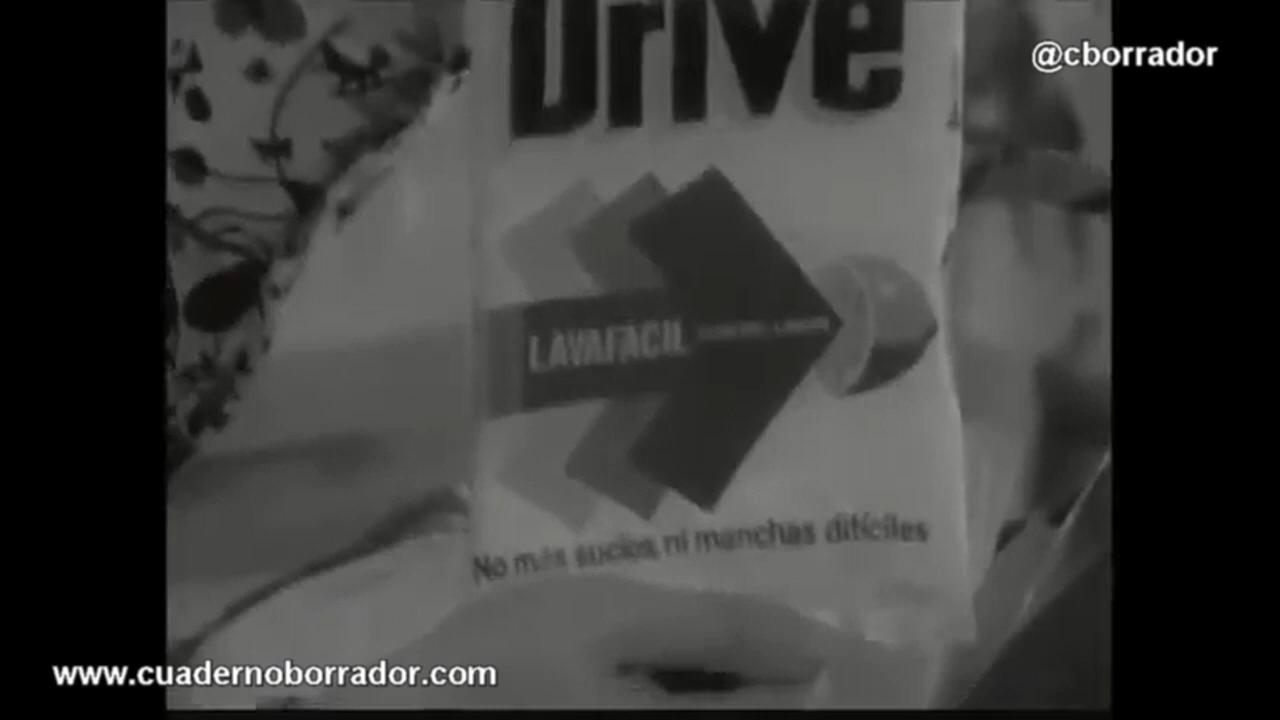 Drive
@cborrador
LAVAFACIL
No más sucios, ni manchas difíciles
www.cuadernoborrador.com